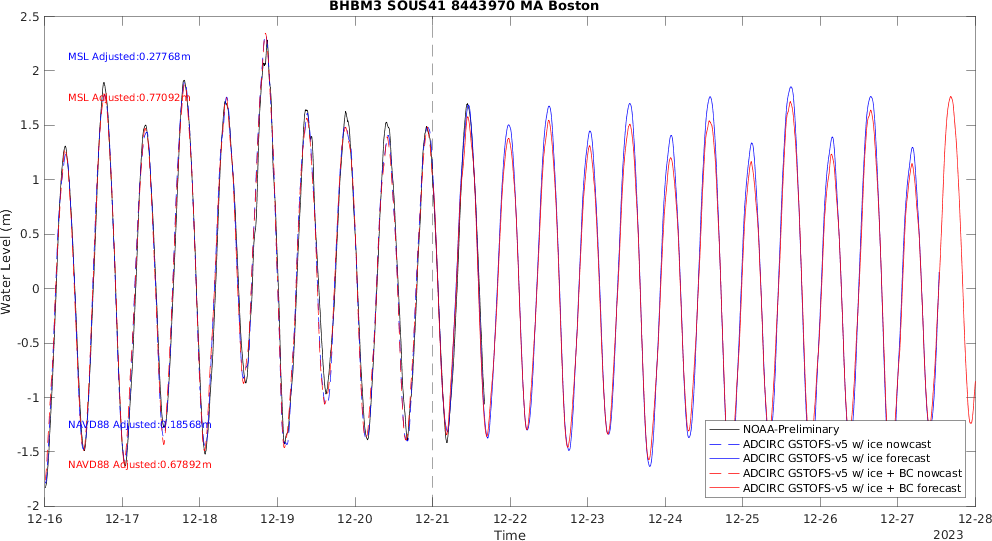 BHBM3 SOUS41 8443970 MA Boston
2.5
2
1.5
1
0.5
0
-0.5
-1
-1.5
-2
Water Level (m)
MSL Adjusted:0.27768m
MSL Adjusted:0.77092m
NAVD88 Adjusted:0.18568m
NAVD88 Adjusted:0.67892m
NOAA-Preliminary
ADCIRC GSTOFS-v5 w/ ice nowcast
ADCIRC GSTOFS-v5 w/ ice forecast
ADCIRC GSTOFS-v5 w/ ice + BC nowcast
ADCIRC GSTOFS-v5 w/ ice + BC forecast
12-16 12-17 12-18 12-19 12-20 12-21 12-22 12-23 12-24 12-25 12-26 12-27 12-28
Time
2023